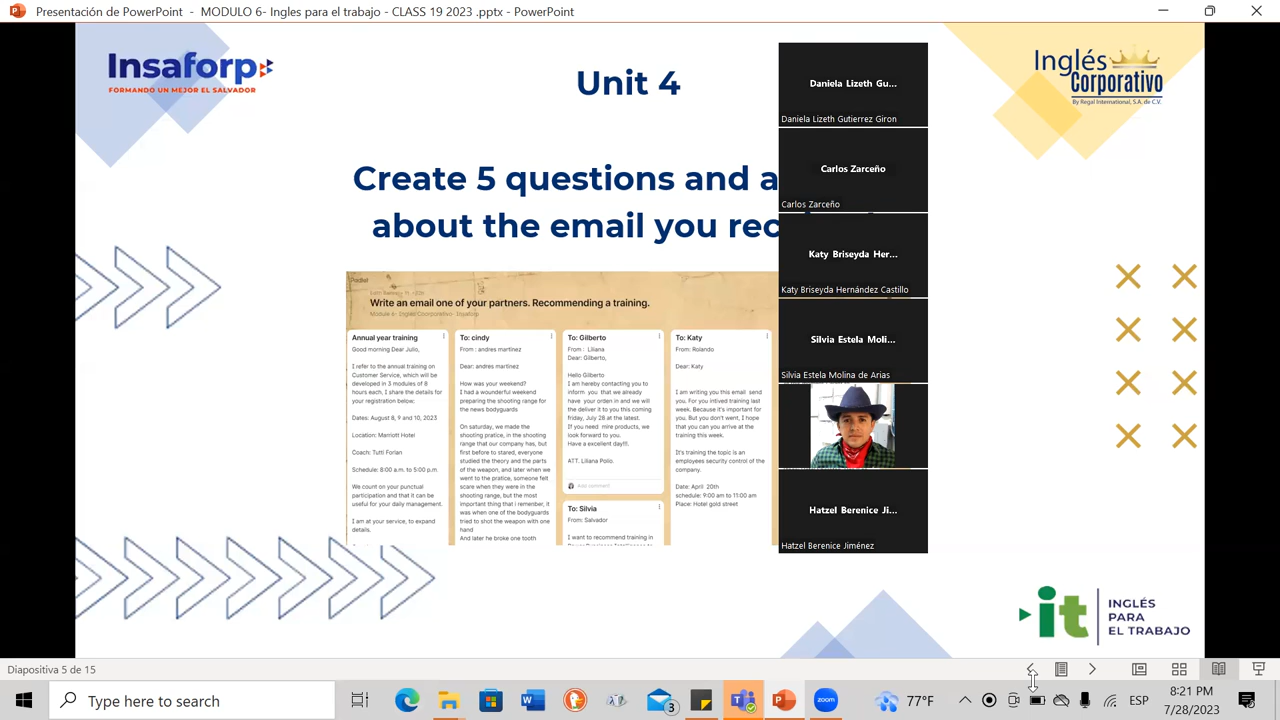 Presentación de PowerPoint - MODULO 6- Ingles para el trabajo - CLASS 19 2023 .pptx - PowerPoint
Insaforp
FORMANDO UN MEJOR EL SALVADOR
Unit 4
Inglés
Corporativo
By Regal International, S.A. de C.V.
Create 5 questions and a
about the email you rec
Padlet
Write an email one of your partners. Recommending a training.
Module 6- Inglés Coorporativo- Insaforp
Annual year training
Good morning Dear Julio,
I refer to the annual training on
Customer Service, which will be
developed in 3 modules of 8
hours each, I share the details for
your registration below:
Dates: August 8, 9 and 10, 2023
Location: Marriott Hotel
Coach: Tutti Forlan
Schedule: 8:00 a.m. to 5:00 p.m.
We count on your punctual
participation and that it can be
useful for your daily management.
I am at your service, to expand
details.
To: cindy
From : andres martinez
Dear: andres martinez
How was your weekend?
I had a wounderful weekend
preparing the shooting range for
the news bodyguards
On saturday, we made the
shooting pratice, in the shooting
range that our company has, but
first before to stared, everyone
studied the theory and the parts
of the weapon, and later when we
went to the pratice, someone felt
scare when they were in the
shooting range, but the most
important thing that i remenber, it
was when one of the bodyguards
tried to shot the weapon with one
hand
And later he broke one tooth
To: Gilberto
From : Liliana
Dear: Gilberto,
Hello Gilberto
I am hereby contacting you to
inform you that we already
have your orden in and we will
the deliver it to you this coming
friday, July 28 at the latest.
If you need mire products, we
look forward to you.
Have a excellent day!!!.
ATT. Liliana Polio.
Add comment
To: Silvia
From: Salvador
I want to recommend training in
To: Katy
From: Rolando
Dear: Katy
I am writing you this email send
you. For you intived training last
week. Because it's important for
you. But you don't went, I hope
that you can you arrive at the
training this week.
It's training the topic is an
employees security control of the
company.
Date: April 20th
schedule: 9:00 am to 11:00 am
Place: Hotel gold street
Daniela Lizeth Gu...
Daniela Lizeth Gutierrez Giron
Carlos Zarceño
Carlos Zarceño
Katy Briseyda Her...
Katy Briseyda Hernández Castillo
Silvia Estela Moli...
Silvia Estela Molina de Arias
Hatzel Berenice Ji...
Hatzel Berenice Jiménez
it
INGLÉS
PARA
EL TRABAJO
Diapositiva 5 de 15
Type here to search
3
zoom
77°F
ESP
8:21 PM
7/28/2023